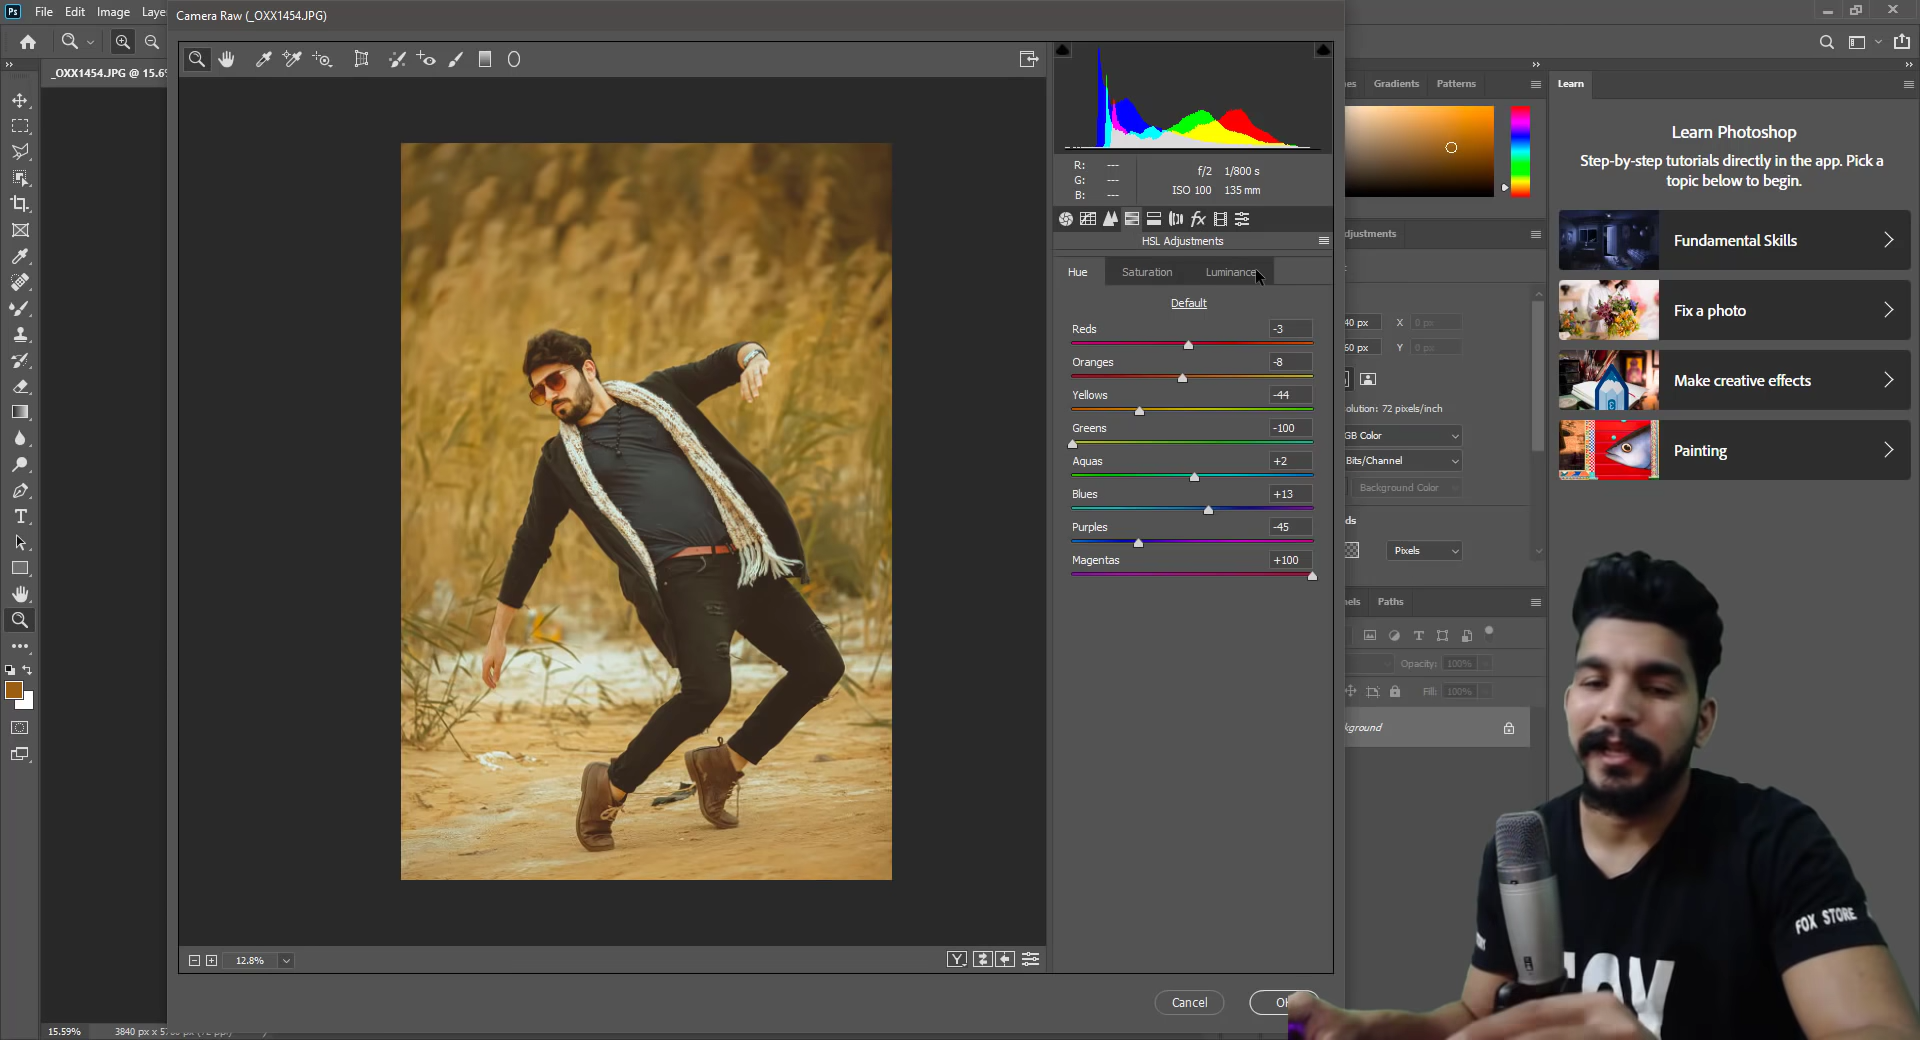 Ps File Edit Image Laye
Camera Raw (_OXX1454.JPG)
_OXX1454.JPG @ 15.6
R: ---
G: ---
B: ---
f/2 1/800 s
ISO 100 135 mm
HSL Adjustments
Hue Saturation Luminance
Default
Reds -3
Oranges -8
Yellows -44
Greens -100
Aquas +2
Blues +13
Purples -45
Magentas +100
12.8%
Y
Cancel
15.59%
3840 px x
es Gradients Patterns
djustments
40 px X 0 px
60 px Y 0 px
olution: 72 pixels/inch
GB Color
Bits/Channel
Background Color
ds
Pixels
nels Paths
Opacity: 100%
Fill: 100%
kground
Learn
Learn Photoshop
Step-by-step tutorials directly in the app. Pick a
topic below to begin.
Fundamental Skills
Fix a photo
Make creative effects
Painting
FOX STORE